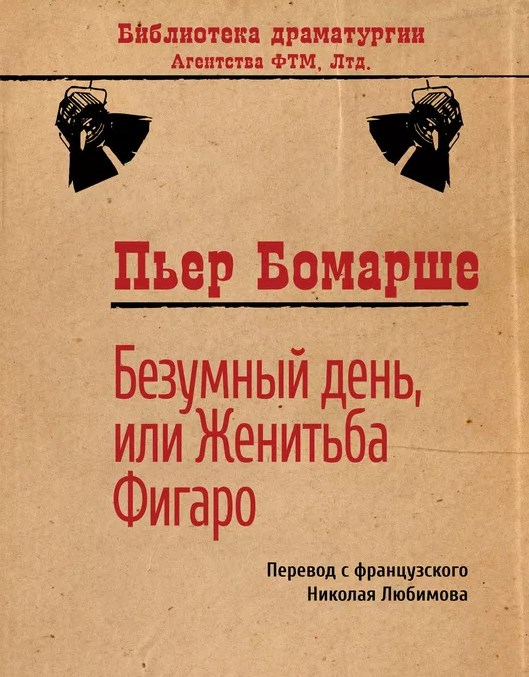 Библиотека драматургии
Агентства ФТМ, Лтд.
Пьер Бомарше
Безумный день,
или Женитьба
Фигаро
Перевод с французского
Николая Любимова